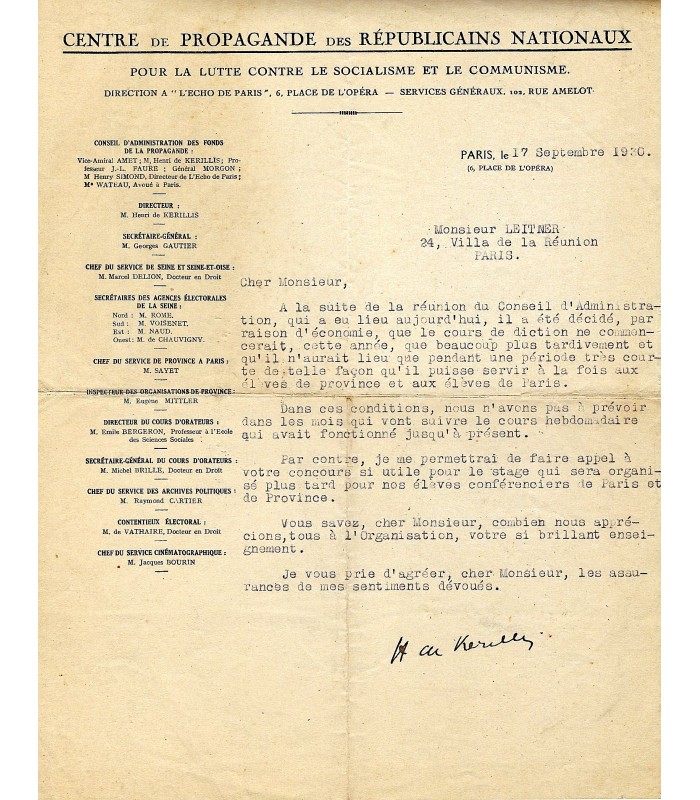 CENTRE DE PROPAGANDE DES RÉPUBLICAINS NATIONAUX
POUR LA LUTTE CONTRE LE SOCIALISME ET LE COMMUNISME.
DIRECTION A "L'ECHO DE PARIS", 6, PLACE DE L'OPÉRA — SERVICES GÉNÉRAUX, 102, RUE AMELOT
CONSEIL D'ADMINISTRATION DES FONDS
DE LA PROPAGANDE :
Vice-Amiral AMET; M, Henri de KERILLIS; Pro-
fesseur J.-L. FAURE ; Général MORGON ;
M Henry SIMOND, Directeur de L'Echo de Paris ;
Me WATEAU, Avoué à Paris.
DIRECTEUR :
M. Henri de KERILLIS
SECRÉTAIRE-GÉNÉRAL :
M. Georges GAUTIER
CHEF DU SERVICE DE SEINE ET SEINE-ET-OISE :
M. Marcel DELION, Docteur en Droit
SECRÉTAIRES DES AGENCES ÉLECTORALES
DE LA SEINE :
Nord : M. ROME.
Sud : M. VOISENET.
Est : M. NAUD.
Ouest : M. de CHAUVIGNY.
CHEF DU SERVICE DE PROVINCE A PARIS :
M. SAYET
INSPECTEUR DES ORGANISATIONS DE PROVINCE :
M. Eugène MITTLER
DIRECTEUR DU COURS D'ORATEURS :
M. Emile BERGERON, Professeur à l'Ecole
des Sciences Sociales
SECRÉTAIRE-GÉNÉRAL DU COURS D'ORATEURS :
M. Michel BRILLE, Docteur en Droit
CHEF DU SERVICE DES ARCHIVES POLITIQUES :
M. Raymond CARTIER
CONTENTIEUX ÉLECTORAL :
M. de VATHAIRE, Docteur en Droit
CHEF DU SERVICE CINÉMATOGRAPHIQUE :
M. Jacques BOURIN
PARIS, le 17 Septembre 1930.
(6, PLACE DE L'OPÉRA)
Monsieur LEITNER
24, Villa de la Réunion
PARIS.
Cher Monsieur,
A la suite de la réunion du Conseil d'Administra-
tion, qui a eu lieu aujourd'hui, il a été décidé, par
raison d'économie, que le cours de diction ne commen-
cerait, cette année, que beaucoup plus tardivement et
qu'il n'aurait lieu que pendant une période très cour-
te de telle façon qu'il puisse servir à la fois aux
élèves de province et aux élèves de Paris.
Dans ces conditions, nous n'avons pas à prévoir
dans les mois qui vont suivre le cours hebdomadaire
qui avait fonctionné jusqu'à présent.
Par contre, je me permettrai de faire appel à
votre concours si utile pour le stage qui sera organi-
sé plus tard pour nos élèves conférenciers de Paris et
de Province.
Vous savez, cher Monsieur, combien nous appré-
cions,tous à l'Organisation, votre si brillant ensei-
gnement.
Je vous prie d'agréer, cher Monsieur, les assu-
rances de mes sentiments dévoués.
H de Kerillis